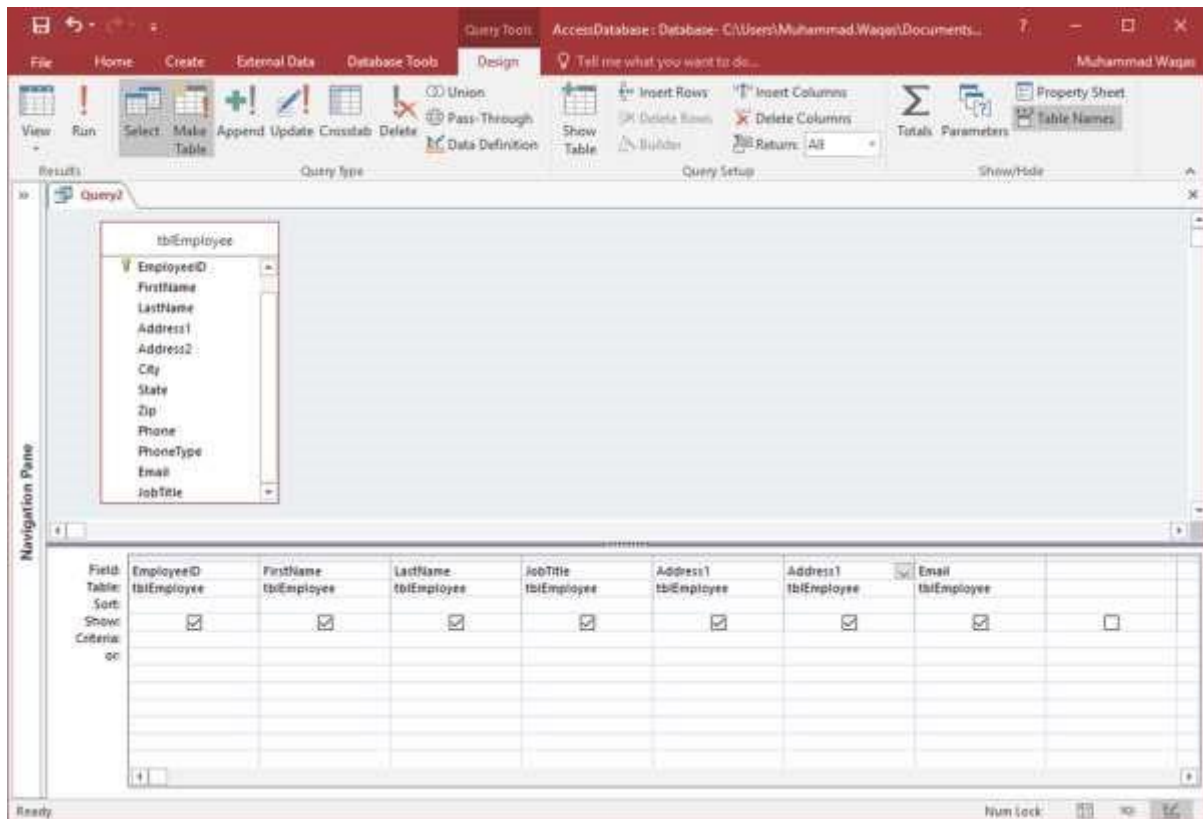 Query Tools AccessDatabase : Database- C:\Users\Muhammad.Waqas\Documents... ?
File Home Create External Data Database Tools Design Tell me what you want to do... Muhammad Waqas
Union Insert Rows Insert Columns Property Sheet
Pass-Through Delete Rows Delete Columns Table Names
View Run Select Make Table Append Update Crosstab Delete Data Definition Show Table Builder Return: All Totals Parameters
Results Query Type Query Setup Show/Hide
Query2
tblEmployee
EmployeeID
FirstName
LastName
Address1
Address2
City
State
Zip
Phone
PhoneType
Email
JobTitle
Navigation Pane
Field: EmployeeID FirstName LastName JobTitle Address1 Address1 Email
Table: tblEmployee tblEmployee tblEmployee tblEmployee tblEmployee tblEmployee tblEmployee
Sort:
Show:
Criteria:
or:
Ready Num Lock SQL